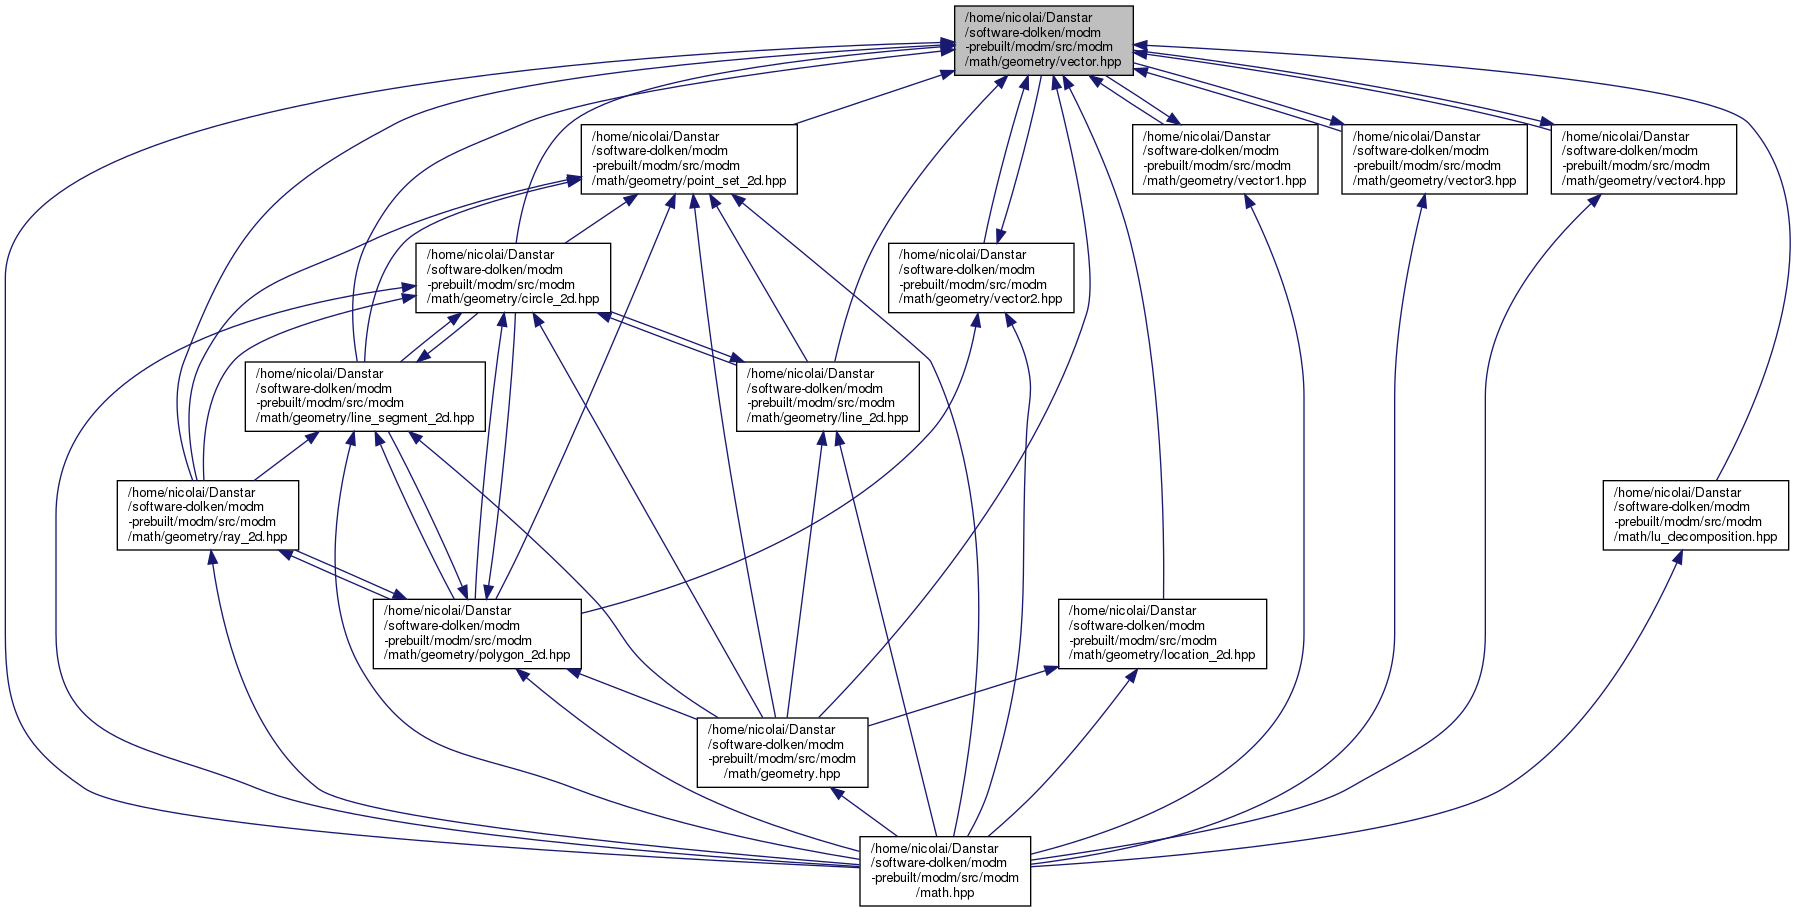 /home/nicolai/Danstar
/software-dolken/modm
-prebuilt/modm/src/modm
/math/geometry/vector.hpp
/home/nicolai/Danstar
/software-dolken/modm
-prebuilt/modm/src/modm
/math/geometry/point_set_2d.hpp
/home/nicolai/Danstar
/software-dolken/modm
-prebuilt/modm/src/modm
/math/geometry/vector1.hpp
/home/nicolai/Danstar
/software-dolken/modm
-prebuilt/modm/src/modm
/math/geometry/vector3.hpp
/home/nicolai/Danstar
/software-dolken/modm
-prebuilt/modm/src/modm
/math/geometry/vector4.hpp
/home/nicolai/Danstar
/software-dolken/modm
-prebuilt/modm/src/modm
/math/geometry/circle_2d.hpp
/home/nicolai/Danstar
/software-dolken/modm
-prebuilt/modm/src/modm
/math/geometry/vector2.hpp
/home/nicolai/Danstar
/software-dolken/modm
-prebuilt/modm/src/modm
/math/geometry/line_segment_2d.hpp
/home/nicolai/Danstar
/software-dolken/modm
-prebuilt/modm/src/modm
/math/geometry/line_2d.hpp
/home/nicolai/Danstar
/software-dolken/modm
-prebuilt/modm/src/modm
/math/geometry/ray_2d.hpp
/home/nicolai/Danstar
/software-dolken/modm
-prebuilt/modm/src/modm
/math/lu_decomposition.hpp
/home/nicolai/Danstar
/software-dolken/modm
-prebuilt/modm/src/modm
/math/geometry/polygon_2d.hpp
/home/nicolai/Danstar
/software-dolken/modm
-prebuilt/modm/src/modm
/math/geometry/location_2d.hpp
/home/nicolai/Danstar
/software-dolken/modm
-prebuilt/modm/src/modm
/math/geometry.hpp
/home/nicolai/Danstar
/software-dolken/modm
-prebuilt/modm/src/modm
/math.hpp